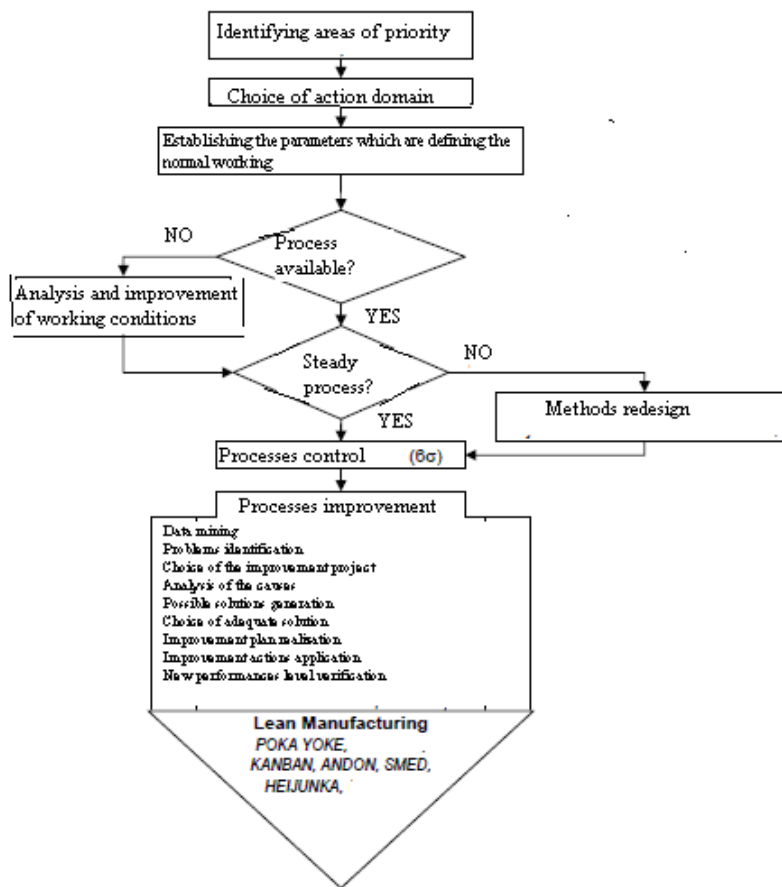 Identifying areas of priority
Choice of action domain
Establishing the parameters which are defining the
normal working
NO
Process
available?
Analysis and improvement
of working conditions
YES
NO
Steady
process?
Methods redesign
YES
Processes control (6σ)
Processes improvement
Data mining
Problems identification
Choice of the improvement project
Analysis of the causes
Possible solutions generation
Choice of adequate solution
Improvement plan realisation
Improvement actions application
New performances level verification
Lean Manufacturing
POKA YOKE,
KANBAN, ANDON, SMED,
HEIJUNKA,